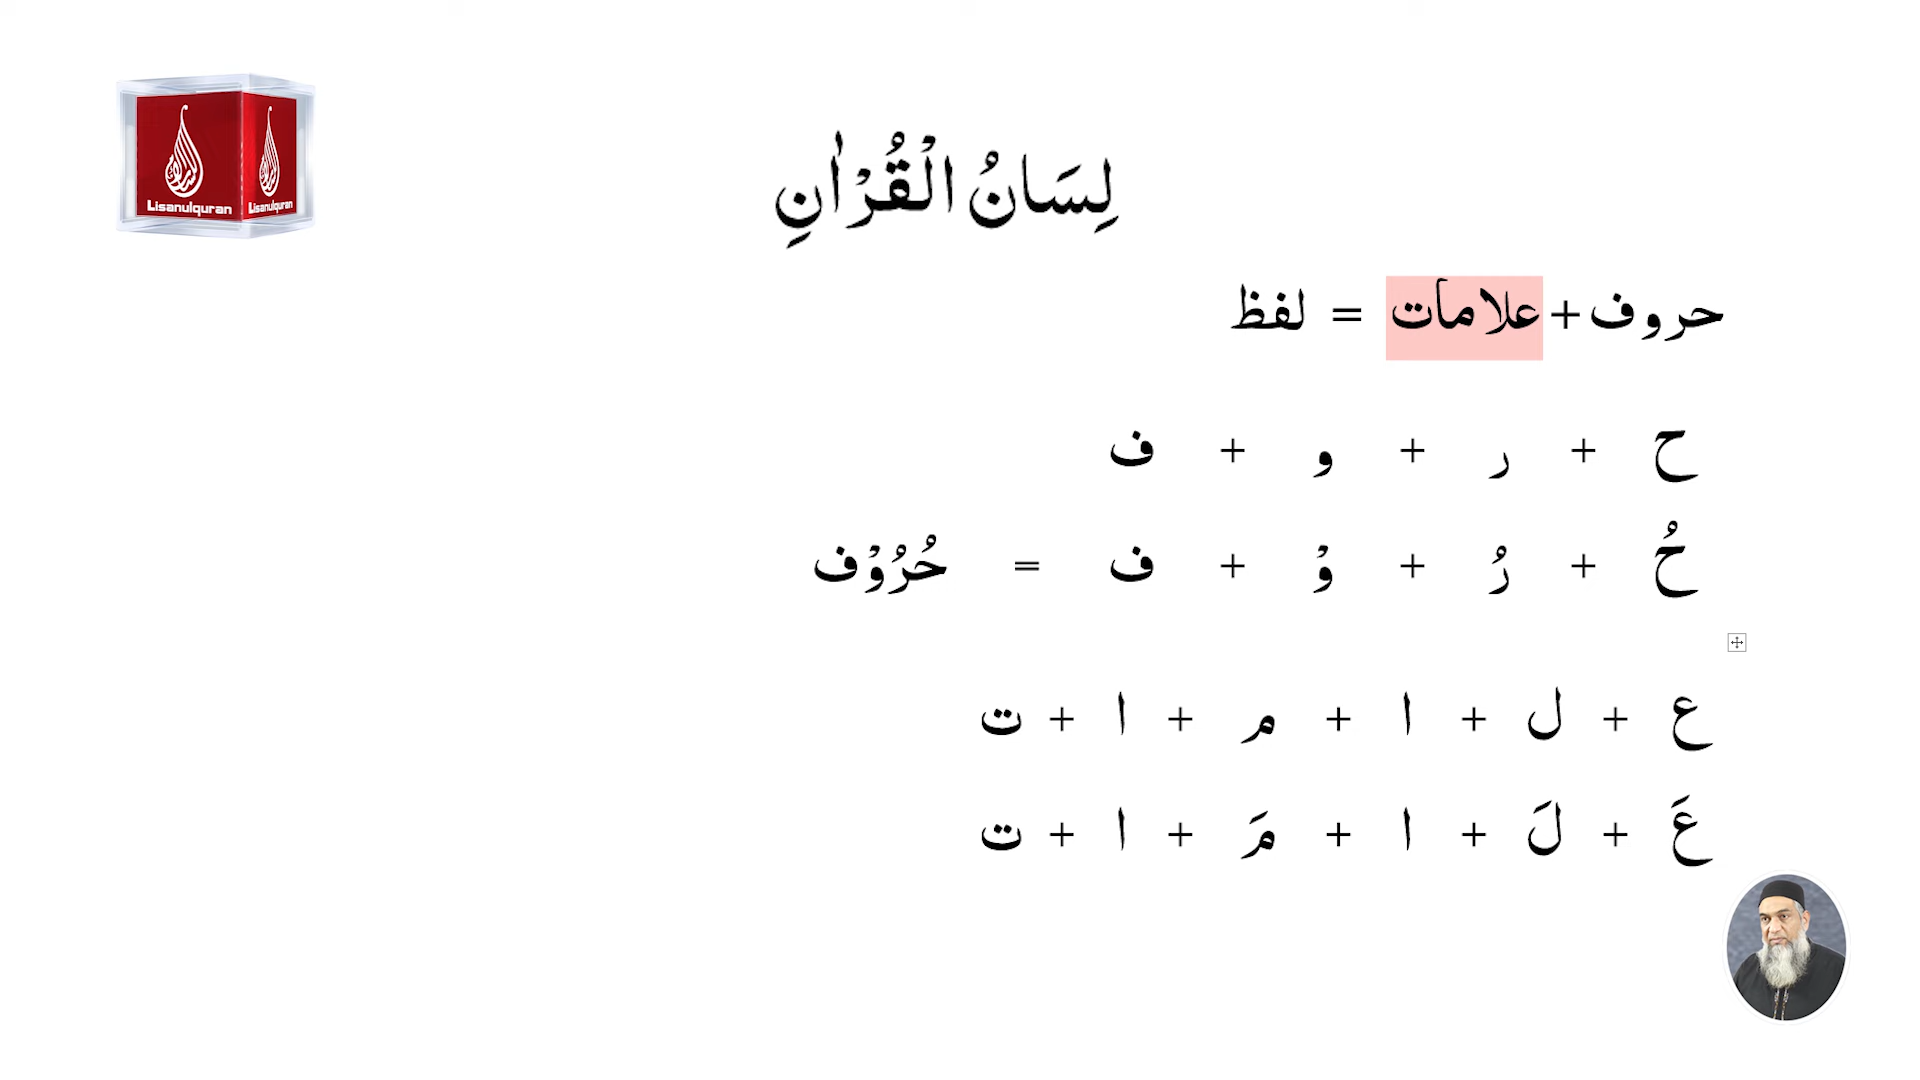 Lisanulquran Lisanulquran
لِسَانُ الْقُرْاٰنِ
حروف + علامات = لفظ
ح + ر + و + ف
حُ + رُ + وْ + ف = حُرُوْف
ع + ل + ا + م + ا + ت
عَ + لَ + ا + مَ + ا + ت